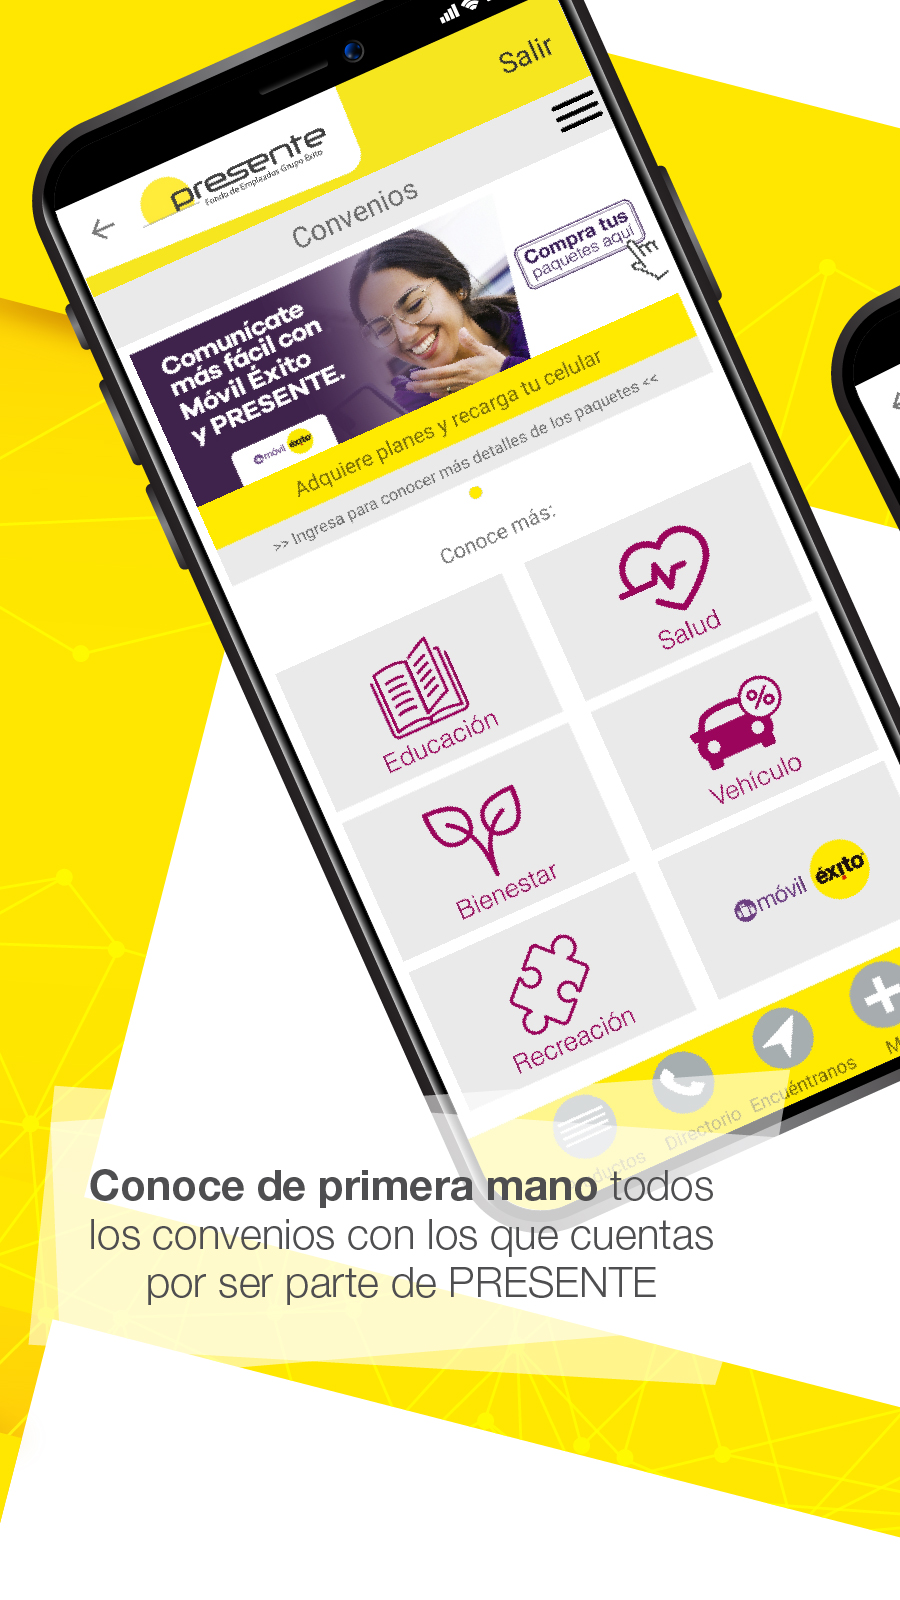 Salir
presente
Fondo de Empleados Grupo Éxito
Convenios
Comunícate
más fácil con
Móvil Éxito
y PRESENTE.
móvil éxito
Compra tus
paquetes aquí
Adquiere planes y recarga tu celular
>> Ingresa para conocer más detalles de los paquetes <<
Conoce más:
Salud
Educación
%
Vehículo
Bienestar
móvil éxito
Recreación
Encuéntranos
Directorio
Conoce de primera mano todos
los convenios con los que cuentas
por ser parte de PRESENTE